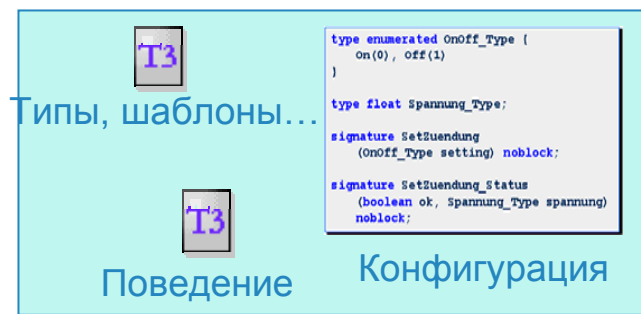 T3
Типы, шаблоны…
T3
Поведение
type enumerated OnOff_Type {
On(0), Off(1)
}
type float Spannung_Type;
signature SetZuendung
(OnOff_Type setting) noblock;
signature SetZuendung_Status
(boolean ok, Spannung_Type spannung)
noblock;
Конфигурация